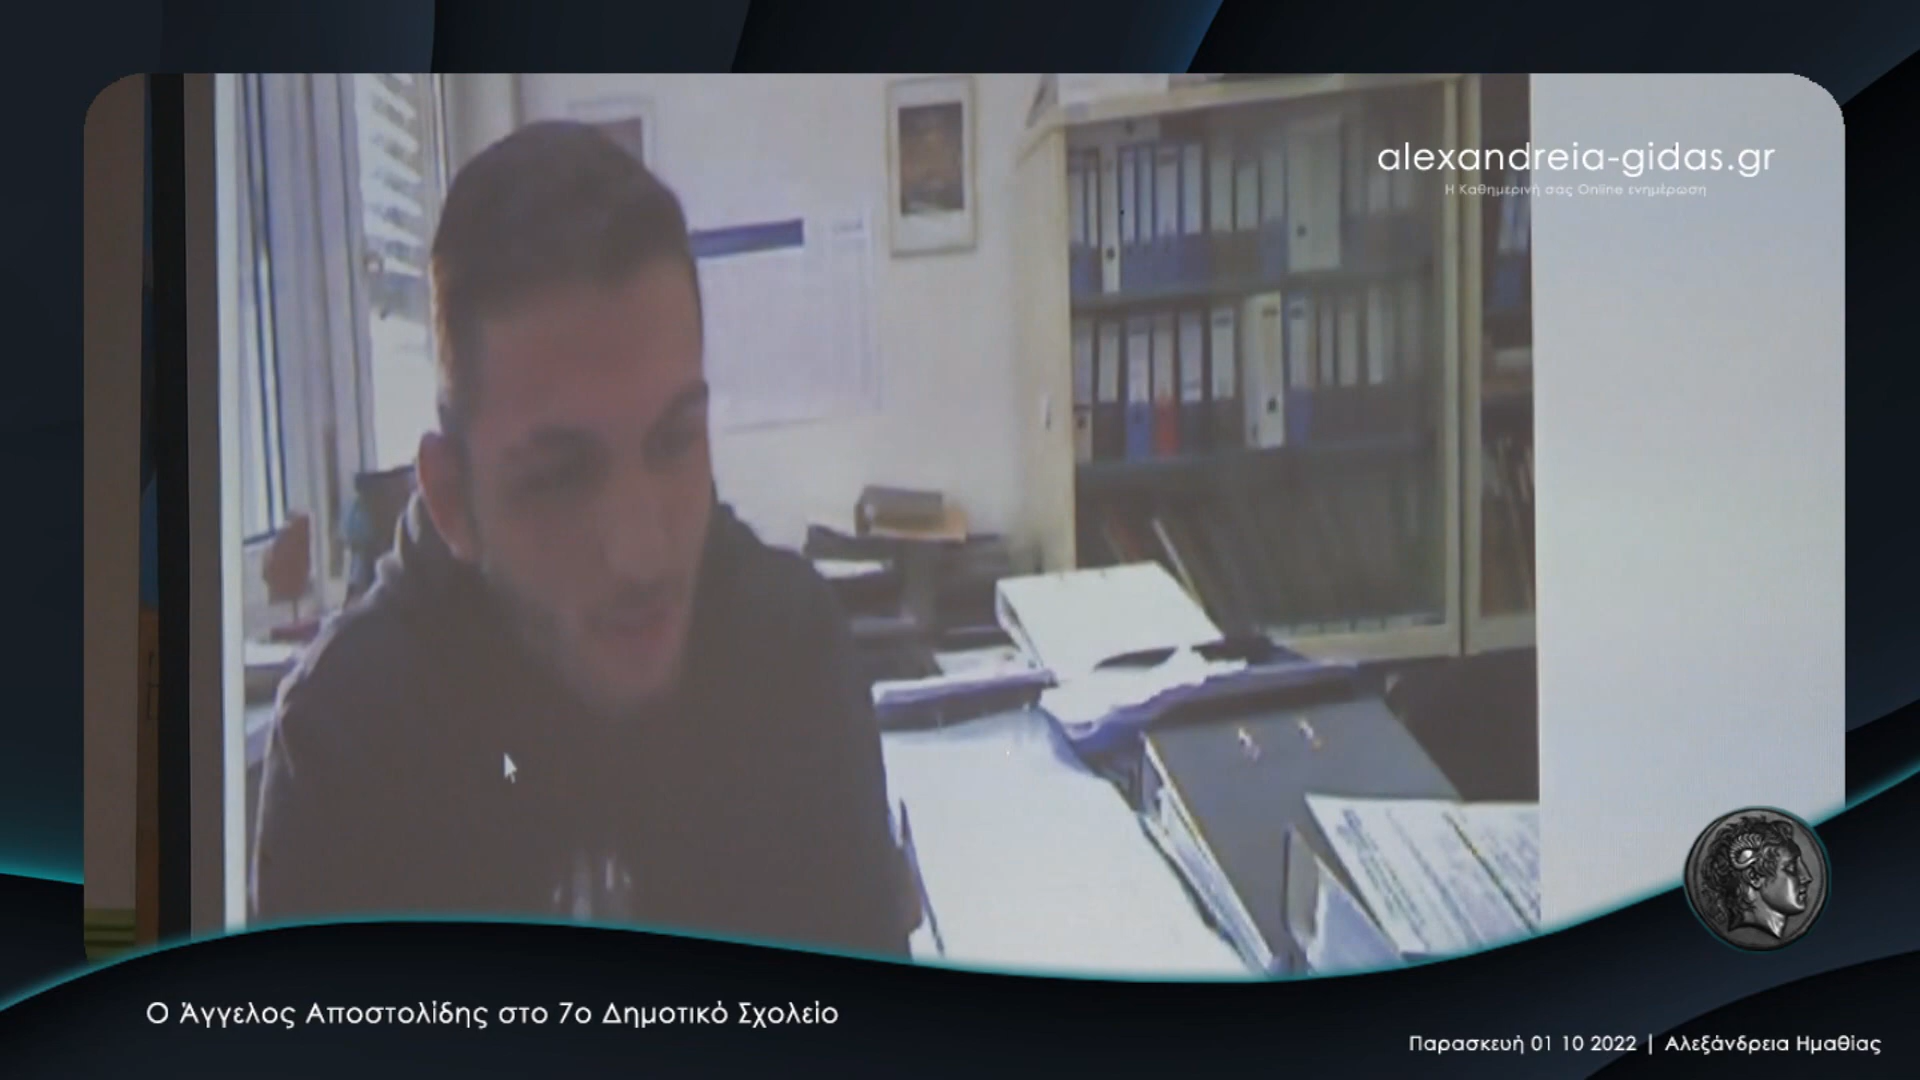 alexandreia-gidas.gr
Η Καθημερινή σας Online ενημέρωση
Ο Άγγελος Αποστολίδης στο 7ο Δημοτικό Σχολείο
Παρασκευή 01 10 2022 | Αλεξάνδρεια Ημαθίας